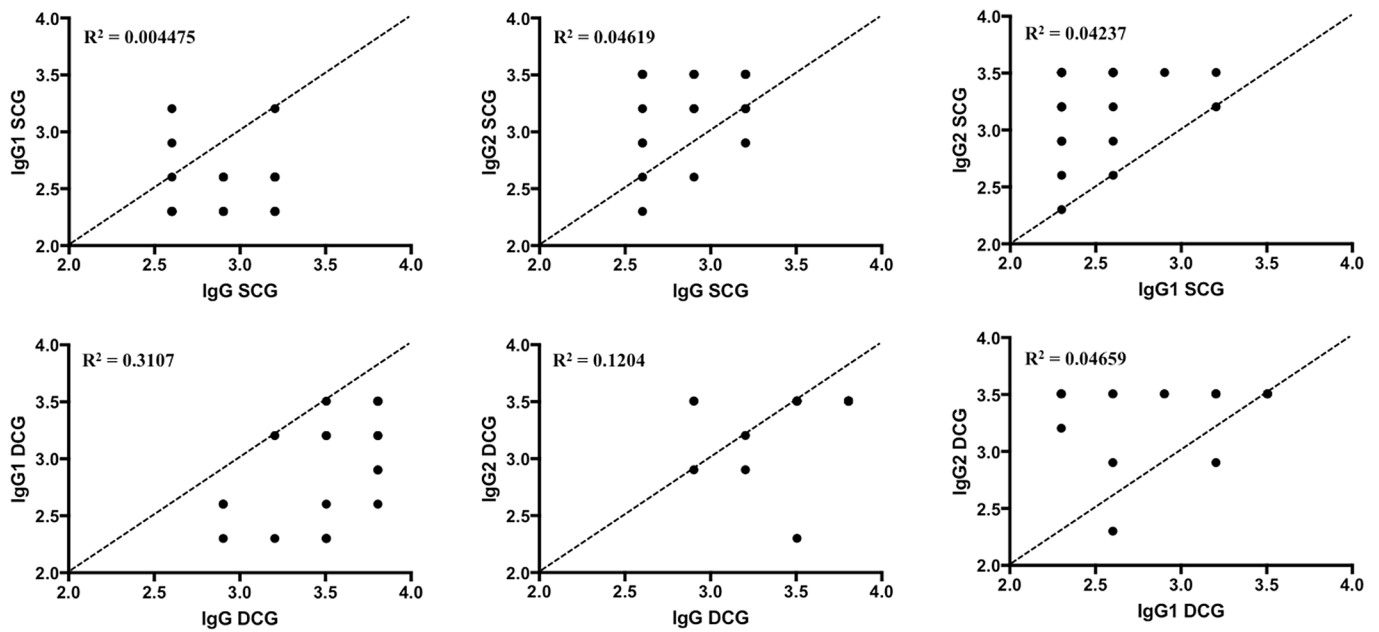 R² = 0.004475
4.0
3.5
3.0
2.5
2.0
IgG1 SCG
2.0 2.5 3.0 3.5 4.0
IgG SCG
R² = 0.04619
4.0
3.5
3.0
2.5
2.0
IgG2 SCG
2.0 2.5 3.0 3.5 4.0
IgG SCG
R² = 0.04237
4.0
3.5
3.0
2.5
2.0
IgG2 SCG
2.0 2.5 3.0 3.5 4.0
IgG1 SCG
R² = 0.3107
4.0
3.5
3.0
2.5
2.0
IgG1 DCG
2.0 2.5 3.0 3.5 4.0
IgG DCG
R² = 0.1204
4.0
3.5
3.0
2.5
2.0
IgG2 DCG
2.0 2.5 3.0 3.5 4.0
IgG DCG
R² = 0.04659
4.0
3.5
3.0
2.5
2.0
IgG2 DCG
2.0 2.5 3.0 3.5 4.0
IgG1 DCG